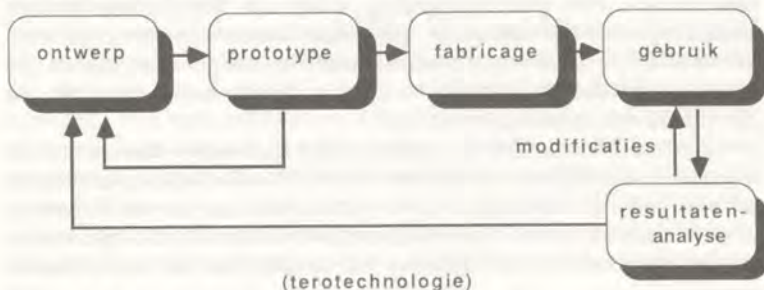 ontwerp
prototype
fabricage
gebruik
modificaties
resultaten-
analyse
(terotechnologie)